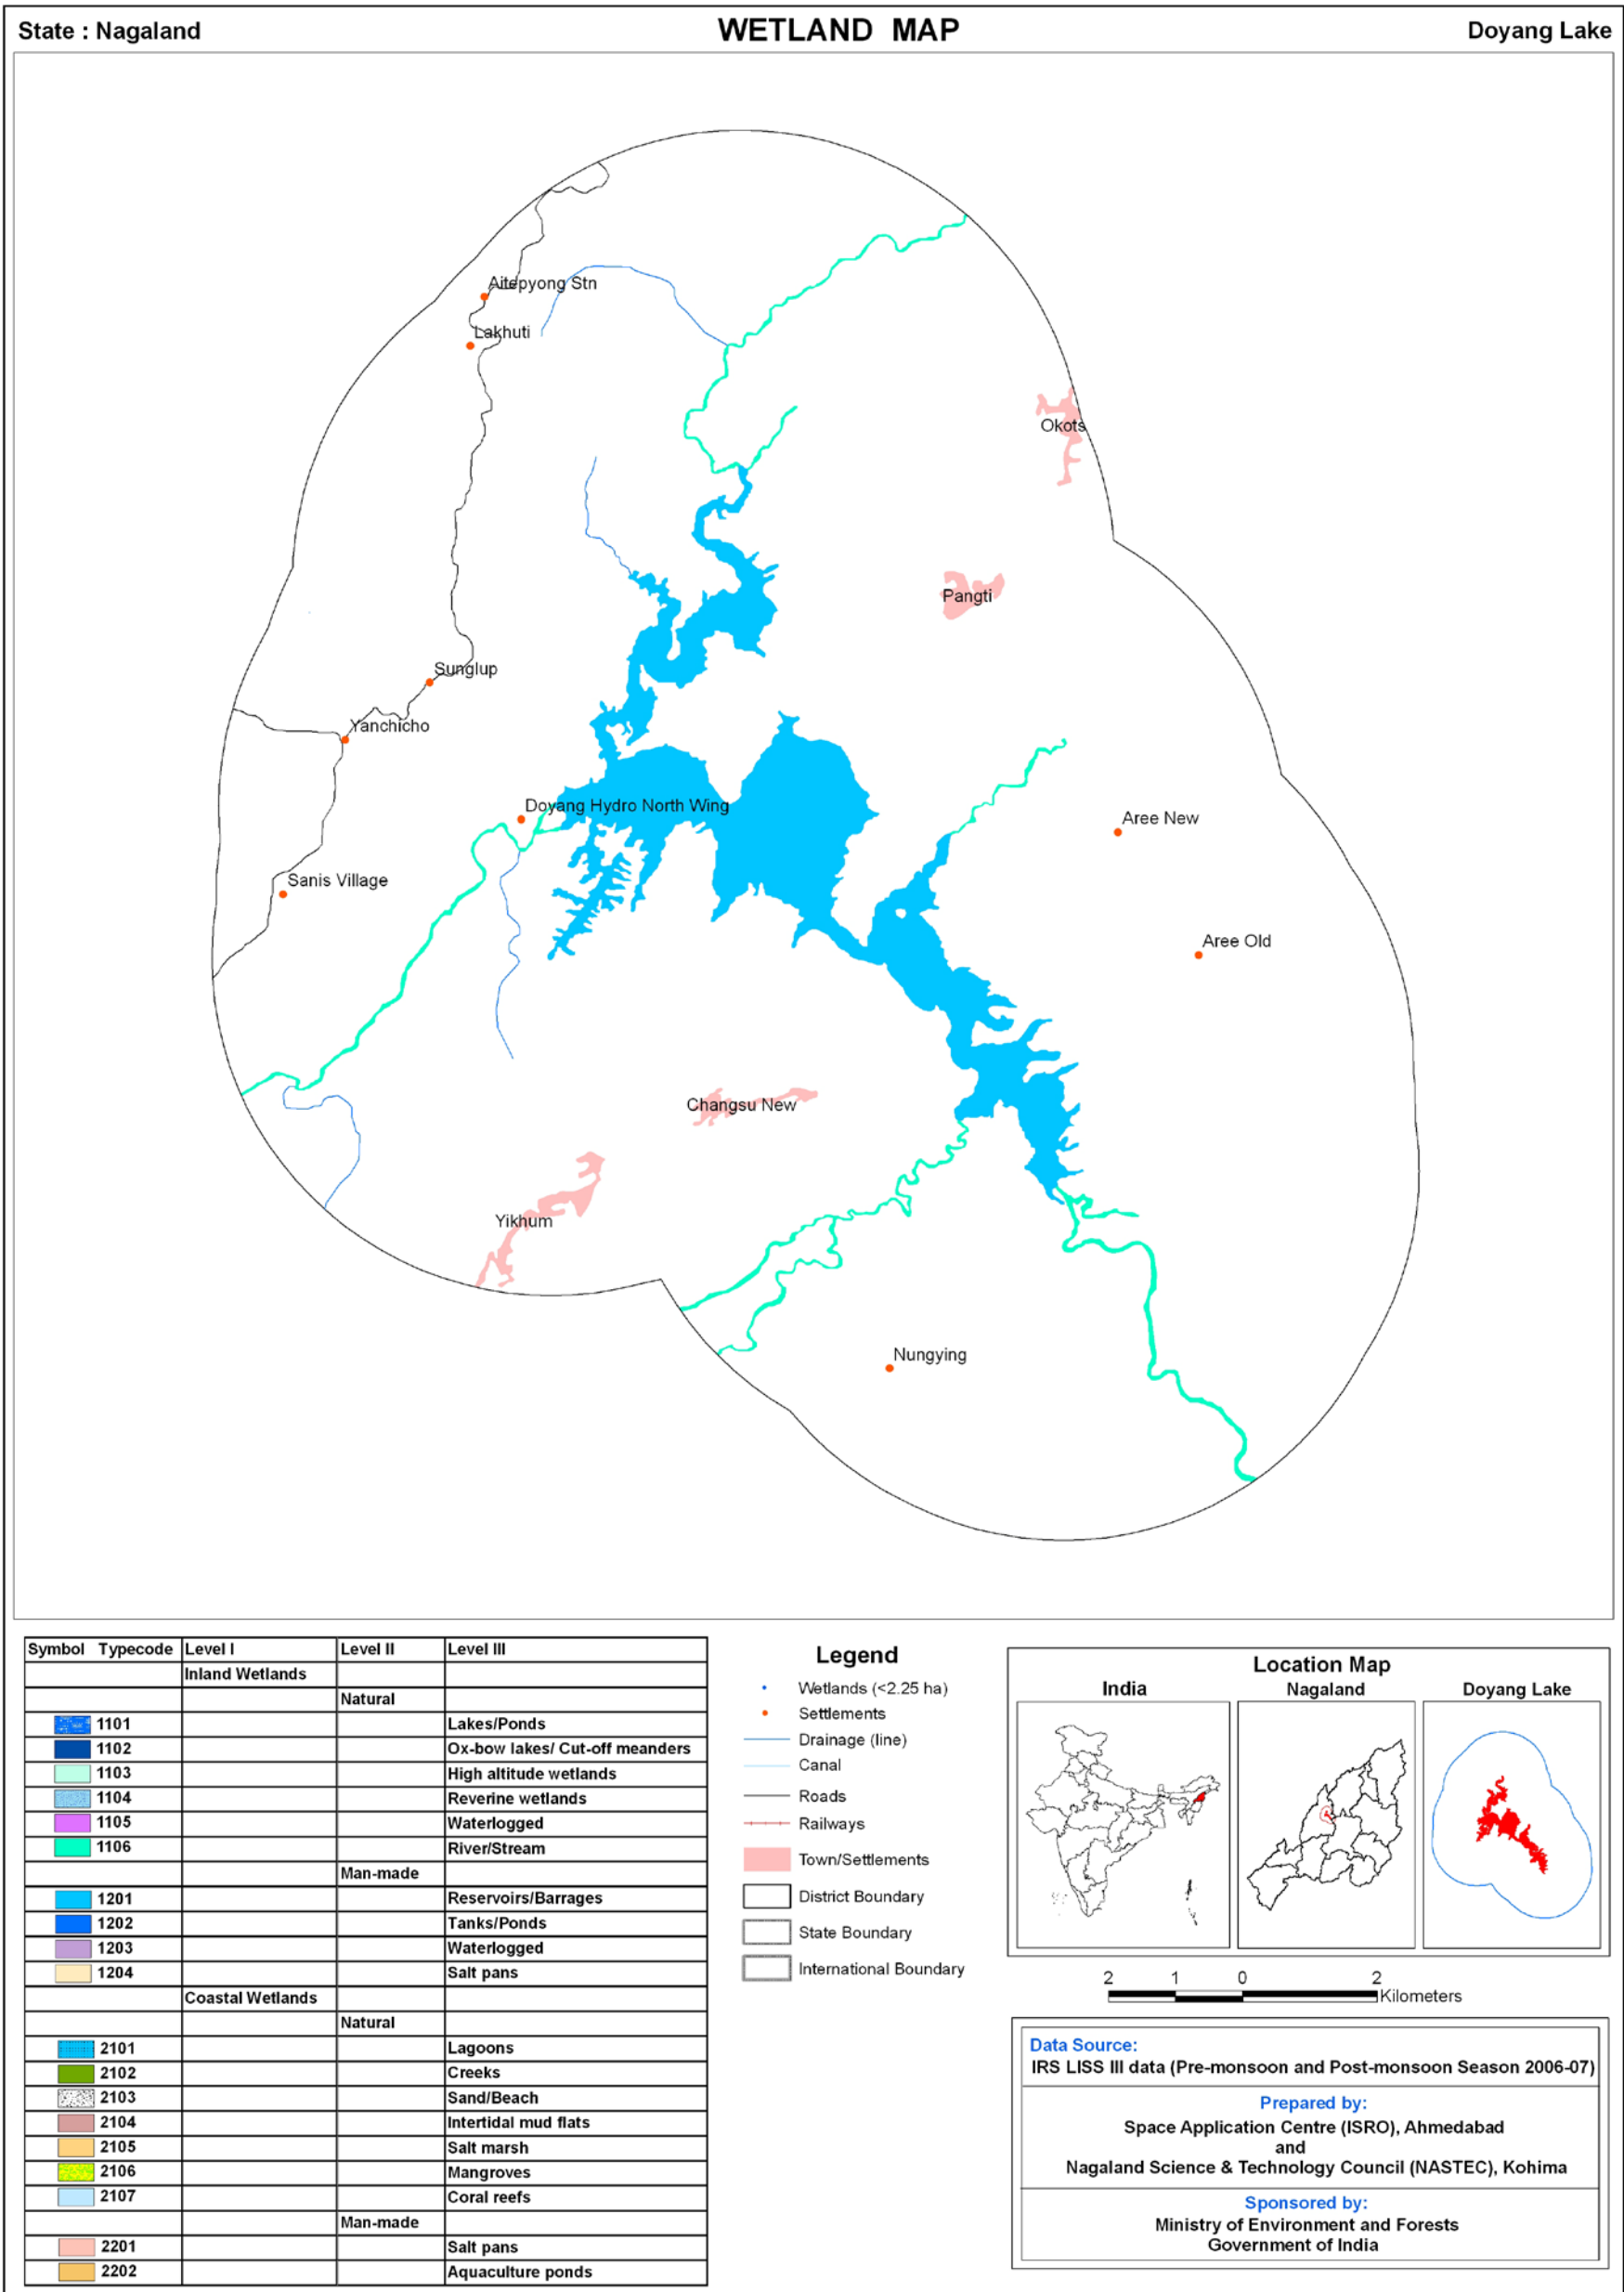 State : Nagaland
WETLAND MAP
Doyang Lake
Aitepyong Stn
Lakhuti
Okots
Pangti
Sunglup
Yanchicho
Doyang Hydro North Wing
Aree New
Sanis Village
Aree Old
Changsu New
Yikhum
Nungying
Symbol Typecode Level I Level II Level III
Inland Wetlands
Natural
1101 Lakes/Ponds
1102 Ox-bow lakes/ Cut-off meanders
1103 High altitude wetlands
1104 Reverine wetlands
1105 Waterlogged
1106 River/Stream
Man-made
1201 Reservoirs/Barrages
1202 Tanks/Ponds
1203 Waterlogged
1204 Salt pans
Coastal Wetlands
Natural
2101 Lagoons
2102 Creeks
2103 Sand/Beach
2104 Intertidal mud flats
2105 Salt marsh
2106 Mangroves
2107 Coral reefs
Man-made
2201 Salt pans
2202 Aquaculture ponds
Legend
Wetlands (<2.25 ha)
Settlements
Drainage (line)
Canal
Roads
Railways
Town/Settlements
District Boundary
State Boundary
International Boundary
Location Map
India Nagaland Doyang Lake
2 1 0 2
Kilometers
Data Source:
IRS LISS III data (Pre-monsoon and Post-monsoon Season 2006-07)
Prepared by:
Space Application Centre (ISRO), Ahmedabad
and
Nagaland Science & Technology Council (NASTEC), Kohima
Sponsored by:
Ministry of Environment and Forests
Government of India